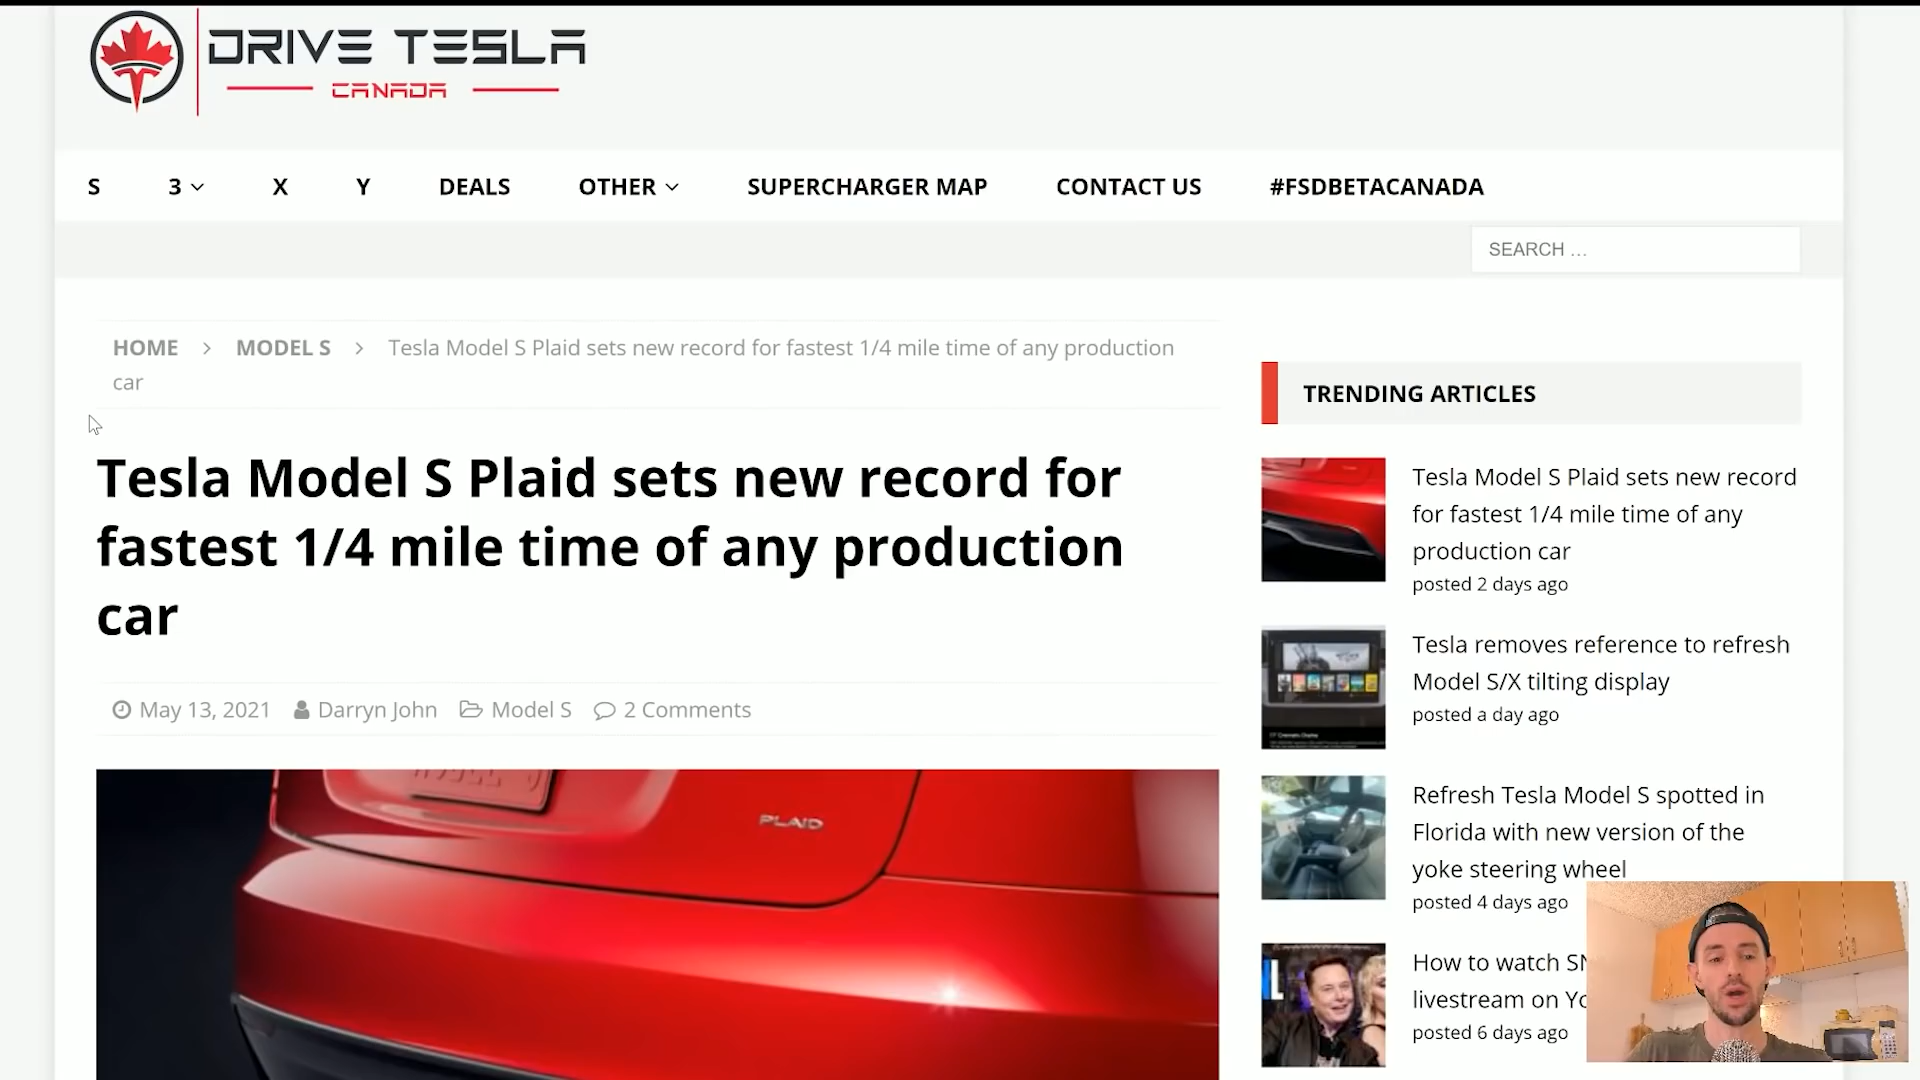 DRIVE TESLA
CANADA
S
3
X
Y
DEALS
OTHER
SUPERCHARGER MAP
CONTACT US
#FSDBETACANADA
SEARCH ...
HOME > MODEL S > Tesla Model S Plaid sets new record for fastest 1/4 mile time of any production
car
Tesla Model S Plaid sets new record for
fastest 1/4 mile time of any production
car
May 13, 2021 Darryn John Model S 2 Comments
PLAID
TRENDING ARTICLES
Tesla Model S Plaid sets new record
for fastest 1/4 mile time of any
production car
posted 2 days ago
Tesla removes reference to refresh
Model S/X tilting display
posted a day ago
Refresh Tesla Model S spotted in
Florida with new version of the
yoke steering wheel
posted 4 days ago
How to watch
livestream on
posted 6 days ago